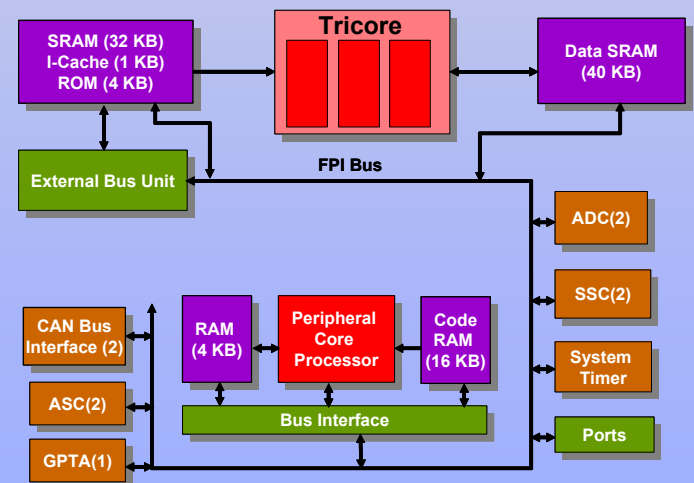 SRAM (32 KB)
I-Cache (1 KB)
ROM (4 KB)
Tricore
Data SRAM
(40 KB)
External Bus Unit
FPI Bus
ADC(2)
SSC(2)
System
Timer
Ports
CAN Bus
Interface (2)
ASC(2)
GPTA(1)
RAM
(4 KB)
Peripheral
Core
Processor
Code
RAM
(16 KB)
Bus Interface